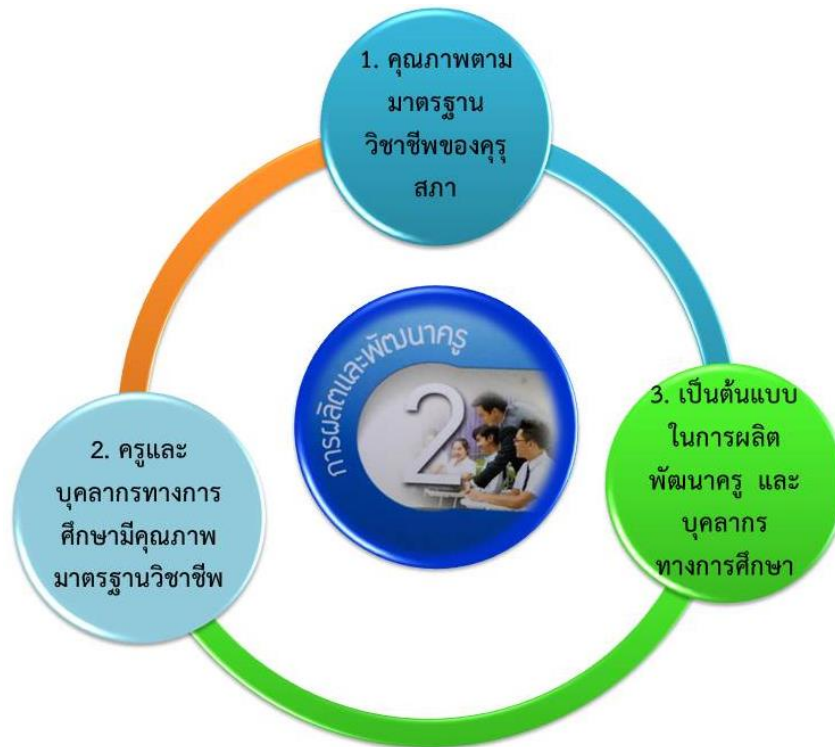 1. คุณภาพตาม
มาตรฐาน
วิชาชีพของคุรุ
สภา
การผลิตและพัฒนาครู
2
2. ครูและ
บุคลากรทางการ
ศึกษามีคุณภาพ
มาตรฐานวิชาชีพ
3. เป็นต้นแบบ
ในการผลิต
พัฒนาครู และ
บุคลากร
ทางการศึกษา